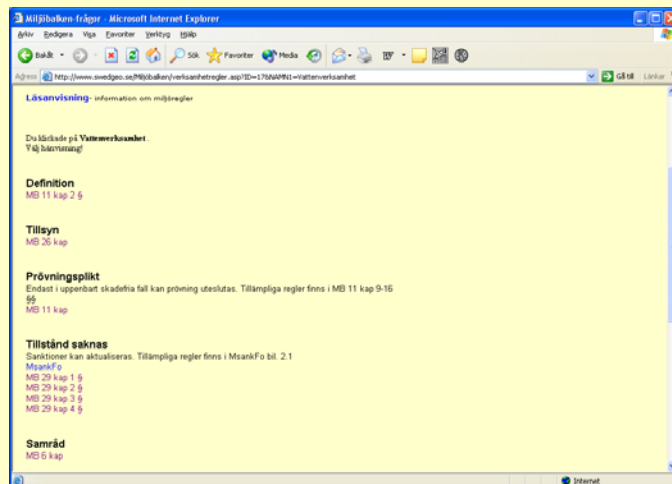 Miljöbalken-frågor - Microsoft Internet Explorer
Arkiv Redigera Visa Favoriter Verktyg Hjälp
Bakåt Sök Favoriter Media
Adress http://www.swedgeo.se/Miljobalken/verksamhetregler.asp?ID=17&NAMN1=Vattenverksamhet Gå till Länkar
Läsanvisning- information om miljöregler
Du klickade på Vattenverksamhet .
Välj hänvisning!
Definition
MB 11 kap 2 §
Tillsyn
MB 26 kap
Prövningsplikt
Endast i uppenbart skadefria fall kan prövning uteslutas. Tillämpliga regler finns i MB 11 kap 9-16
§§
MB 11 kap
Tillstånd saknas
Sanktioner kan aktualiseras. Tillämpliga regler finns i MsankFo bil. 2.1
MsankFo
MB 29 kap 1 §
MB 29 kap 2 §
MB 29 kap 3 §
MB 29 kap 4 §
Samråd
MB 6 kap
Internet